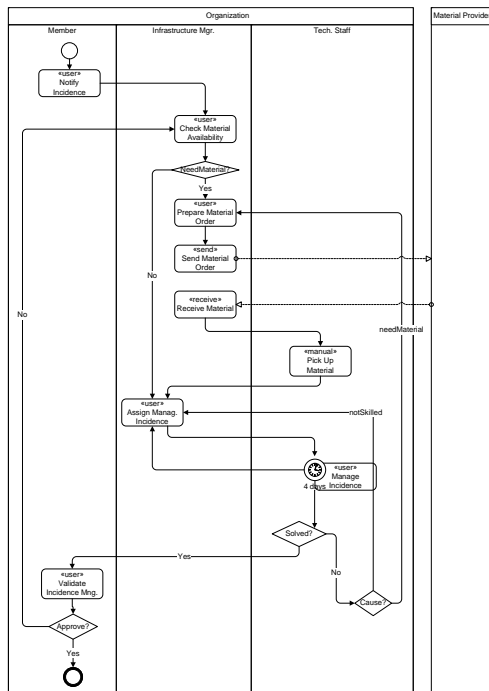 Organization
Material Provider
Member
Infrastructure Mgr.
Tech. Staff
«user»
Notify
Incidence
«user»
Check Material
Availability
NeedMaterial?
Yes
«user»
Prepare Material
Order
«send»
Send Material
Order
No
No
«receive»
Receive Material
needMaterial
«manual»
Pick Up
Material
«user»
Assign Manag.
Incidence
notSkilled
«user»
Manage
Incidence
4 days
Solved?
Yes
No
«user»
Validate
Incidence Mng.
Cause?
Approve?
Yes